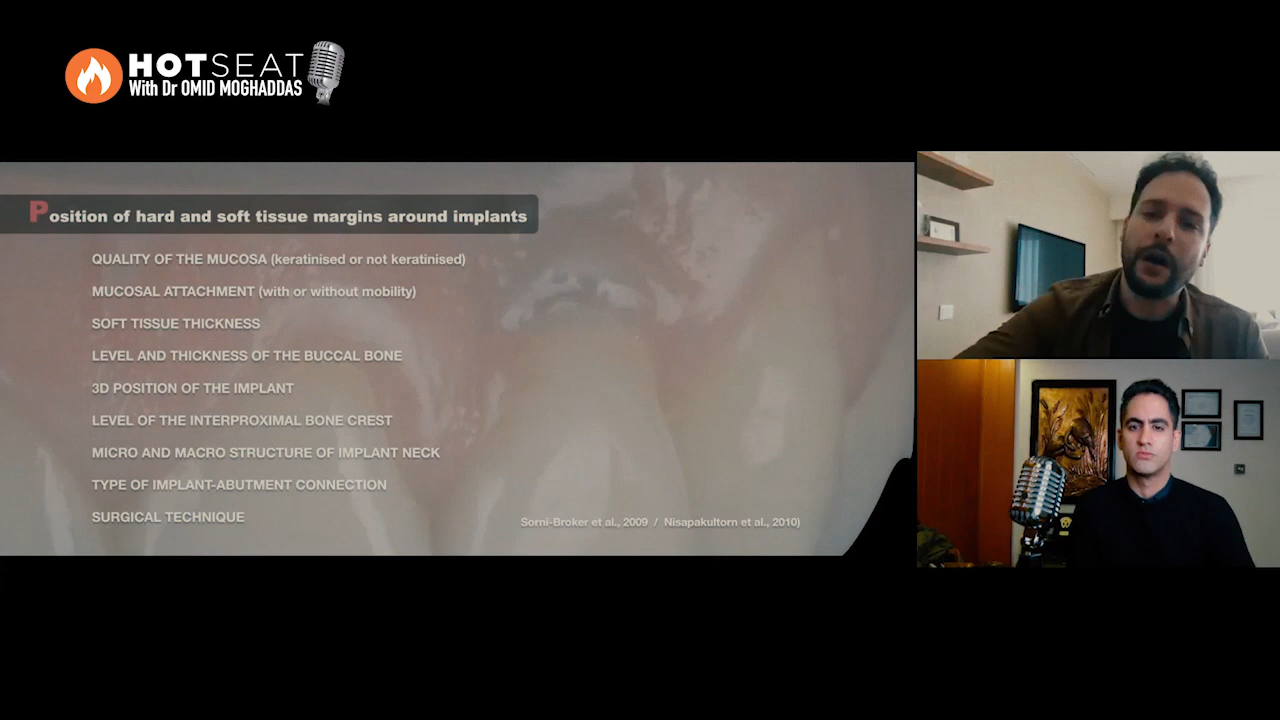 HOTSEAT
With Dr OMID MOGHADDAS
Position of hard and soft tissue margins around implants
QUALITY OF THE MUCOSA (keratinised or not keratinised)
MUCOSAL ATTACHMENT (with or without mobility)
SOFT TISSUE THICKNESS
LEVEL AND THICKNESS OF THE BUCCAL BONE
3D POSITION OF THE IMPLANT
LEVEL OF THE INTERPROXIMAL BONE CREST
MICRO AND MACRO STRUCTURE OF IMPLANT NECK
TYPE OF IMPLANT-ABUTMENT CONNECTION
SURGICAL TECHNIQUE
Sorni-Broker et al., 2009 / Nisapakultorn et al., 2010)